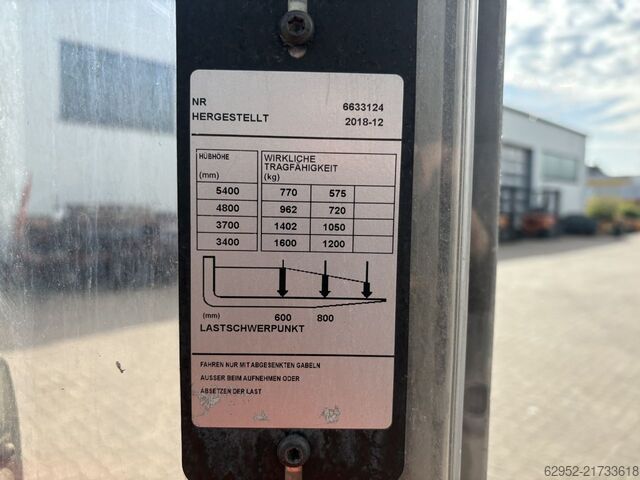 NR 6633124
HERGESTELLT 2018-12
HUBHÖHE
(mm)
WIRKLICHE
TRAGFÄHIGKEIT
(kg)
5400 770 575
4800 962 720
3700 1402 1050
3400 1600 1200
(mm) 600 800
LASTSCHWERPUNKT
FAHREN NUR MIT ABGESENKTEN GABELN
AUSSER BEIM AUFNEHMEN ODER
ABSETZEN DER LAST
62952-21733618